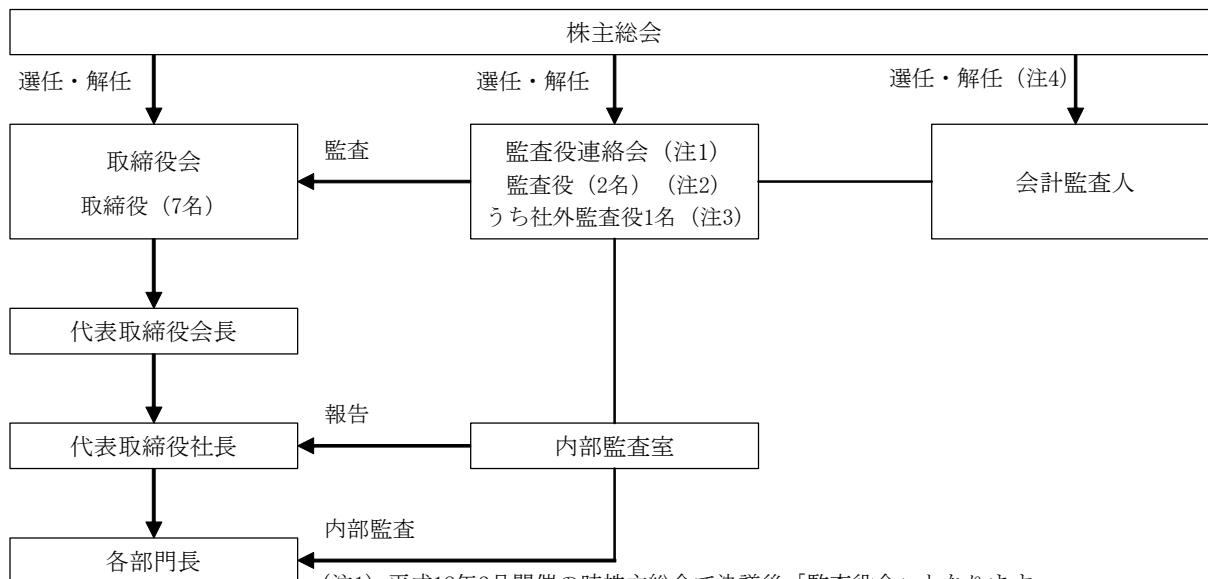 株主総会
選任・解任
選任・解任
選任・解任（注4）
取締役会
取締役（7名）
監査
監査役連絡会（注1）
監査役（2名）（注2）
うち社外監査役1名（注3）
会計監査人
代表取締役会長
報告
代表取締役社長
内部監査室
内部監査
各部門長